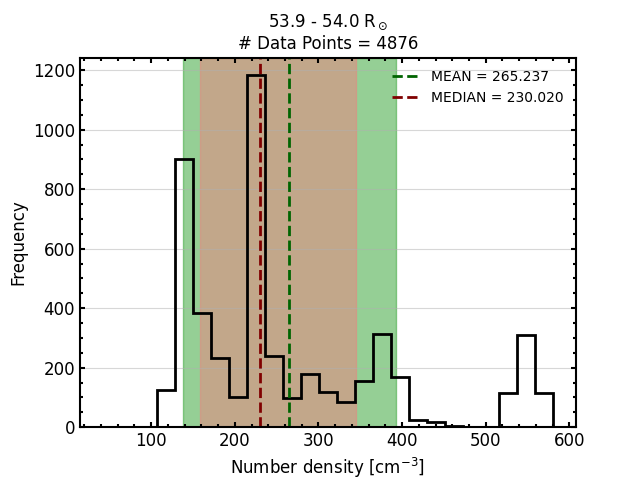 53.9 - 54.0 R⊙
# Data Points = 4876
MEAN = 265.237
MEDIAN = 230.020
1200
1000
800
600
400
200
0
Frequency
100 200 300 400 500 600
Number density [cm⁻³]